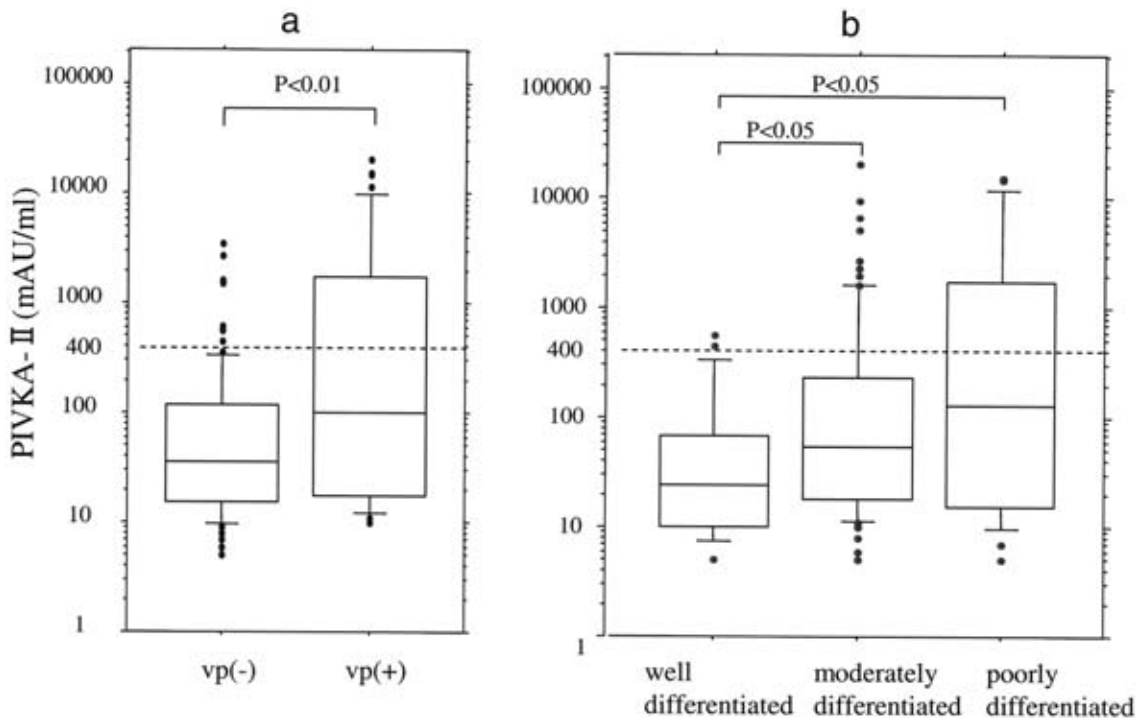 a
PIVKA-II (mAU/ml)
100000
10000
1000
400
100
10
1
P<0.01
vp(-)
vp(+)
b
100000
10000
1000
400
100
10
1
P<0.05
P<0.05
well
differentiated
moderately
differentiated
poorly
differentiated